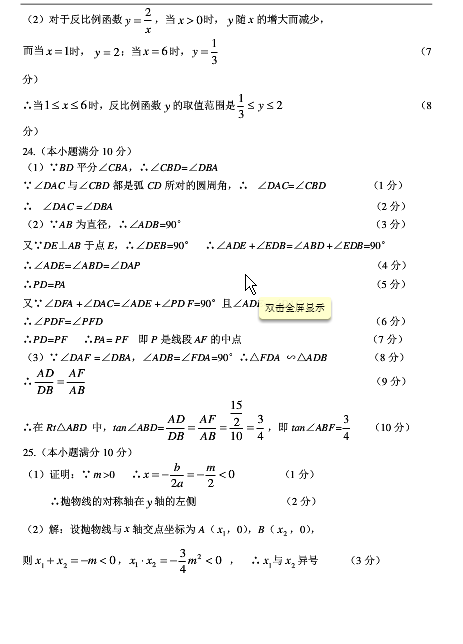 (2)对于反比例函数 y = 2/x，当 x > 0时，y 随 x 的增大而减少，
而当 x = 1时，y = 2；当 x = 6时，y = 1/3 (7
分)
∴当1 ≤ x ≤ 6时，反比例函数 y 的取值范围是 1/3 ≤ y ≤ 2 (8
分)
24.（本小题满分 10 分）
（1）∵BD 平分∠CBA，∴∠CBD=∠DBA
∵∠DAC 与∠CBD 都是弧 CD 所对的圆周角，∴ ∠DAC=∠CBD （1 分）
∴ ∠DAC =∠DBA （2 分）
（2）∵AB 为直径，∴∠ADB=90° （3 分）
又∵DE⊥AB 于点 E，∴∠DEB=90° ∴∠ADE +∠EDB=∠ABD +∠EDB=90°
∴∠ADE=∠ABD=∠DAP （4 分）
∴PD=PA （5 分）
又∵∠DFA +∠DAC=∠ADE +∠PD F=90° 且∠AD 双击全屏显示
∴∠PDF=∠PFD （6 分）
∴PD=PF ∴PA= PF 即 P 是线段 AF 的中点 （7 分）
（3）∵∠DAF =∠DBA，∠ADB=∠FDA=90° ∴△FDA ∽△ADB （8 分）
∴ AD/DB = AF/AB （9 分）
∴在 Rt△ABD 中，tan∠ABD= AD/DB = AF/AB = (15/2)/10 = 3/4，即 tan∠ABF= 3/4 （10 分）
25.（本小题满分 10 分）
（1）证明：∵ m >0 ∴ x = − b/2a = − m/2 < 0 （1 分）
∴抛物线的对称轴在 y 轴的左侧 （2 分）
（2）解：设抛物线与 x 轴交点坐标为 A（x₁，0），B（x₂，0），
则 x₁ + x₂ = −m < 0，x₁ · x₂ = − 3/4 m² < 0 ， ∴ x₁与 x₂ 异号 （3 分）